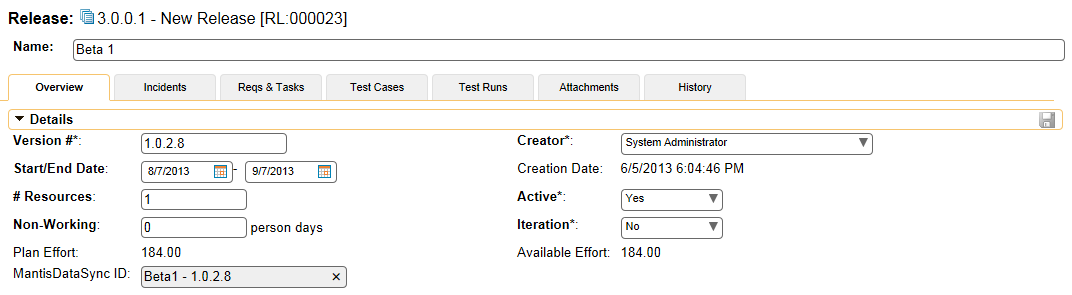 Release: 3.0.0.1 - New Release [RL:000023]
Name: Beta 1
Overview Incidents Reqs & Tasks Test Cases Test Runs Attachments History
Details
Version #*: 1.0.2.8 Creator*: System Administrator
Start/End Date: 8/7/2013 - 9/7/2013 Creation Date: 6/5/2013 6:04:46 PM
# Resources: 1 Active*: Yes
Non-Working: 0 person days Iteration*: No
Plan Effort: 184.00 Available Effort: 184.00
MantisDataSync ID: Beta1 - 1.0.2.8 ×